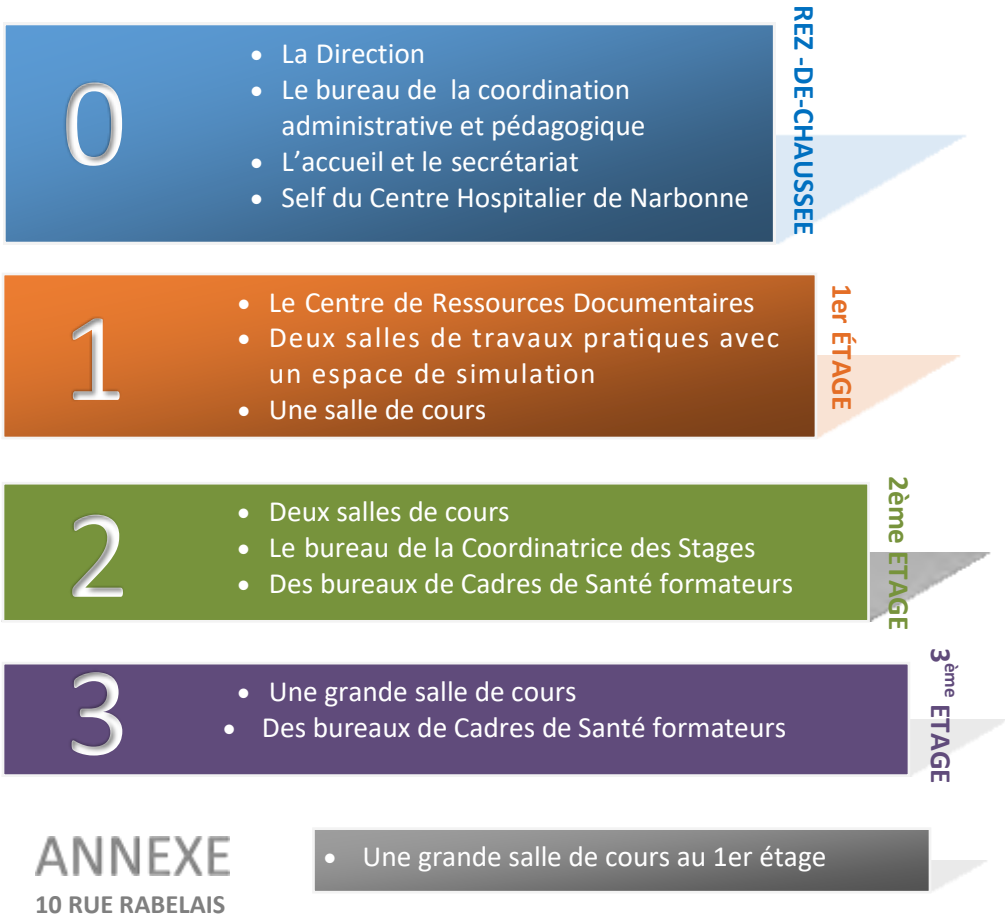 0
• La Direction
• Le bureau de la coordination
administrative et pédagogique
• L’accueil et le secrétariat
• Self du Centre Hospitalier de Narbonne
REZ -DE-CHAUSSEE
1
• Le Centre de Ressources Documentaires
• Deux salles de travaux pratiques avec
un espace de simulation
• Une salle de cours
1er ÉTAGE
2
• Deux salles de cours
• Le bureau de la Coordinatrice des Stages
• Des bureaux de Cadres de Santé formateurs
2ème ETAGE
3
• Une grande salle de cours
• Des bureaux de Cadres de Santé formateurs
3ème ETAGE
ANNEXE
10 RUE RABELAIS
• Une grande salle de cours au 1er étage